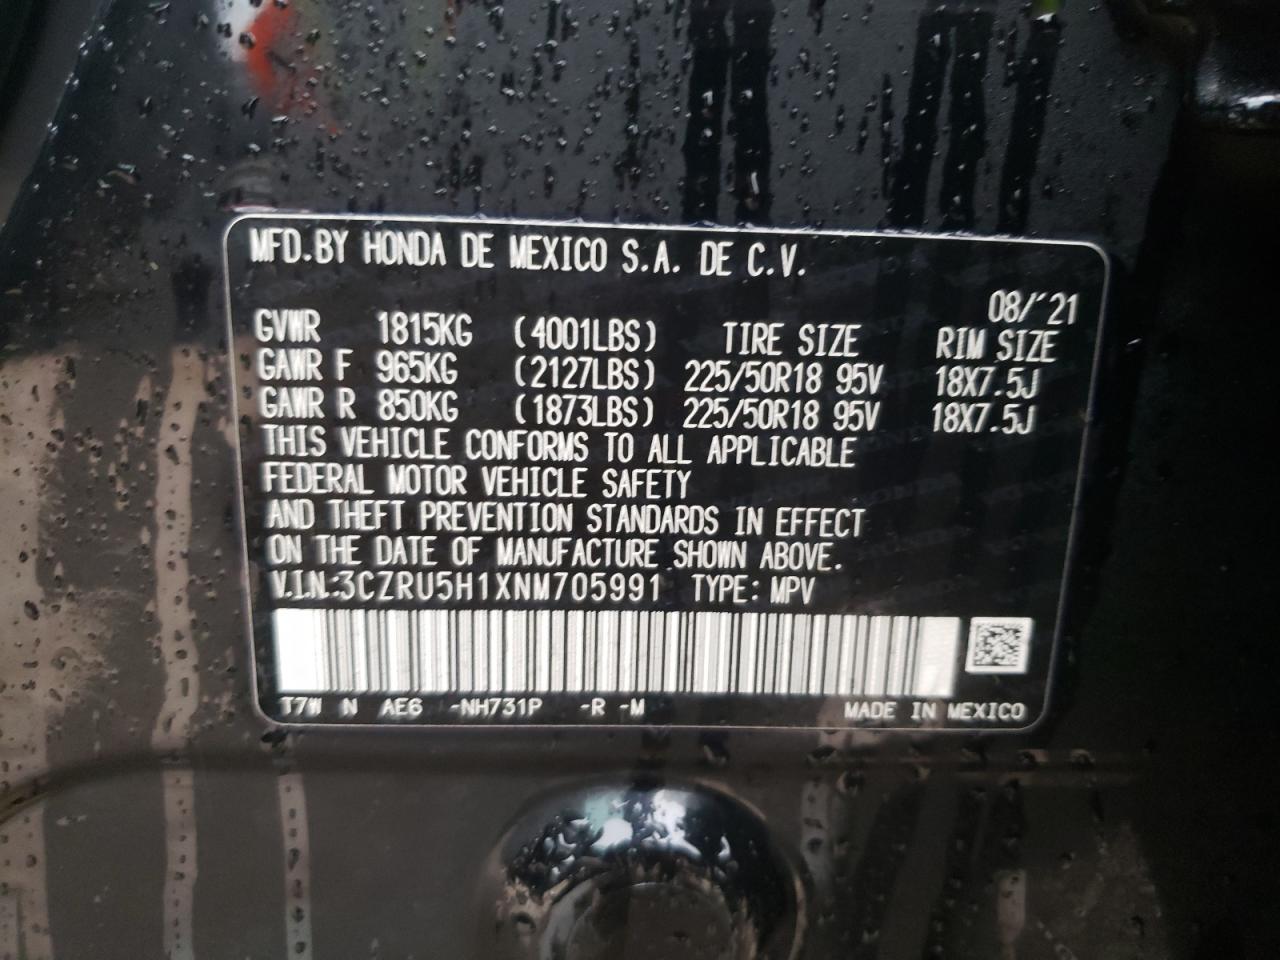 MFD.BY HONDA DE MEXICO S.A. DE C.V.
08/'21
GVWR 1815KG (4001LBS) TIRE SIZE RIM SIZE
GAWR F 965KG (2127LBS) 225/50R18 95V 18X7.5J
GAWR R 850KG (1873LBS) 225/50R18 95V 18X7.5J
THIS VEHICLE CONFORMS TO ALL APPLICABLE
FEDERAL MOTOR VEHICLE SAFETY
AND THEFT PREVENTION STANDARDS IN EFFECT
ON THE DATE OF MANUFACTURE SHOWN ABOVE.
V.I.N.:3CZRU5H1XNM705991 TYPE: MPV
T7W N AE6 -NH731P -R -M MADE IN MEXICO